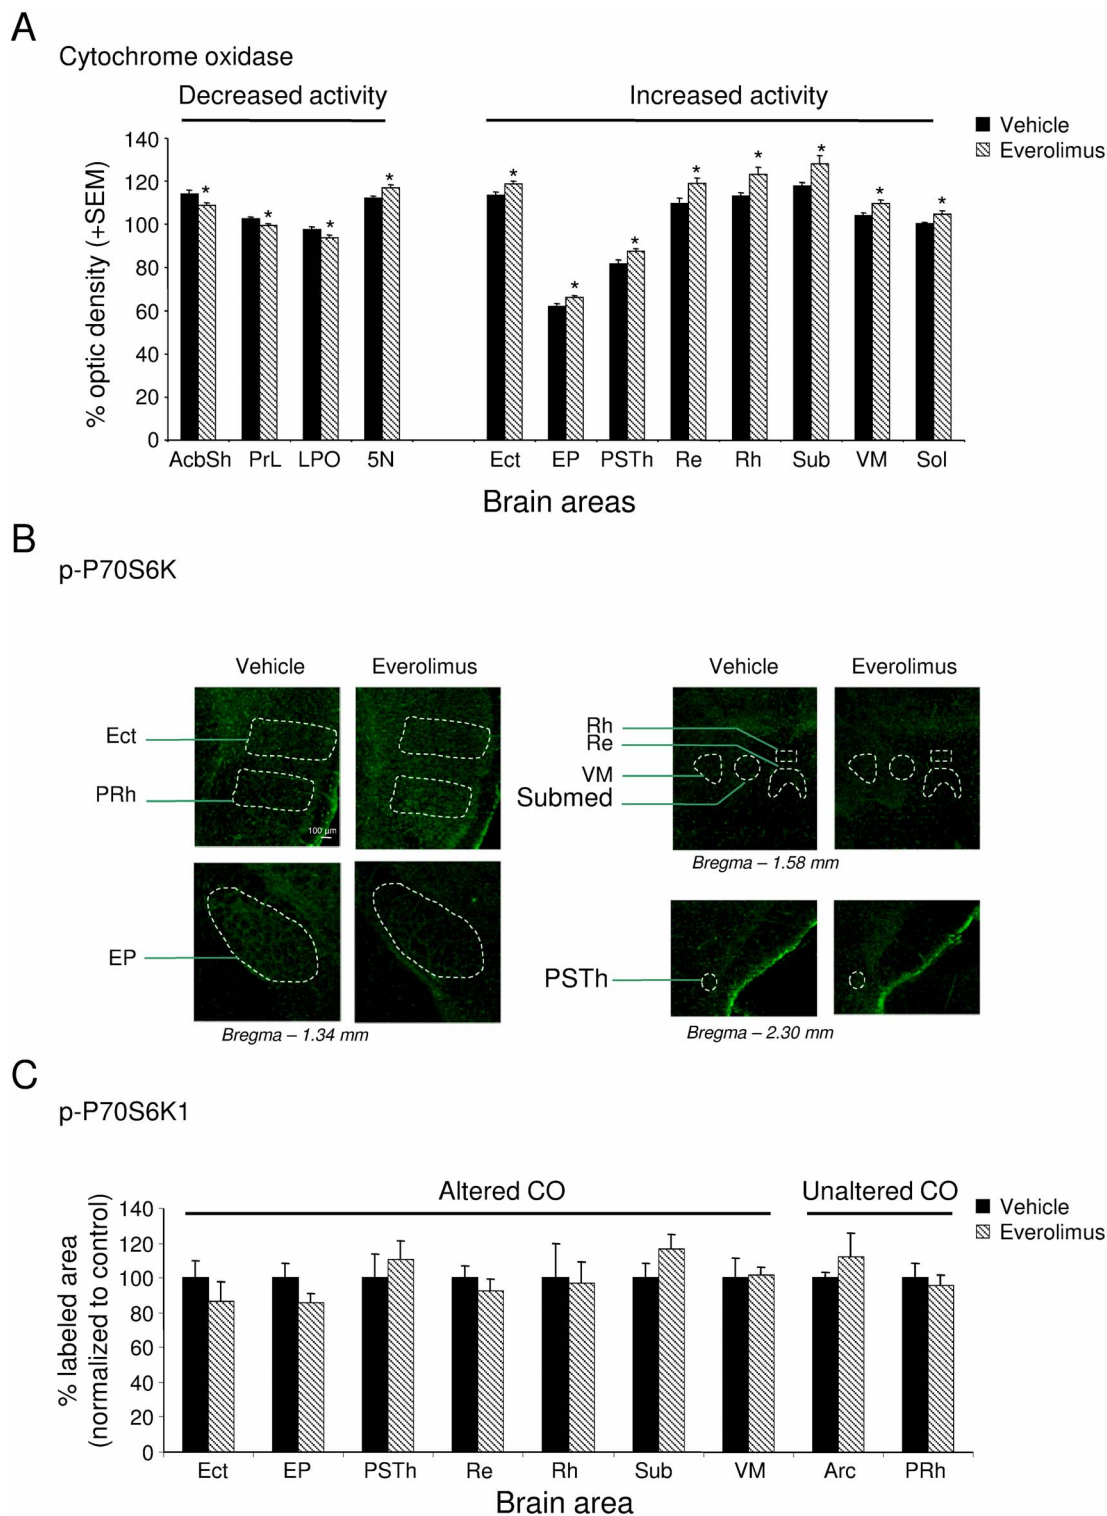 A
Cytochrome oxidase
Decreased activity
Increased activity
Vehicle
Everolimus
% optic density (+SEM)
140
120
100
80
60
40
20
0
* * * * * * * * * * * *
AcbSh PrL LPO 5N Ect EP PSTh Re Rh Sub VM Sol
Brain areas
B
p-P70S6K
Vehicle Everolimus
Ect
PRh
100 µm
EP
Bregma – 1.34 mm
Vehicle Everolimus
Rh
Re
VM
Submed
Bregma – 1.58 mm
PSTh
Bregma – 2.30 mm
C
p-P70S6K1
Altered CO
Unaltered CO
Vehicle
Everolimus
% labeled area
(normalized to control)
140
120
100
80
60
40
20
0
Ect EP PSTh Re Rh Sub VM Arc PRh
Brain area